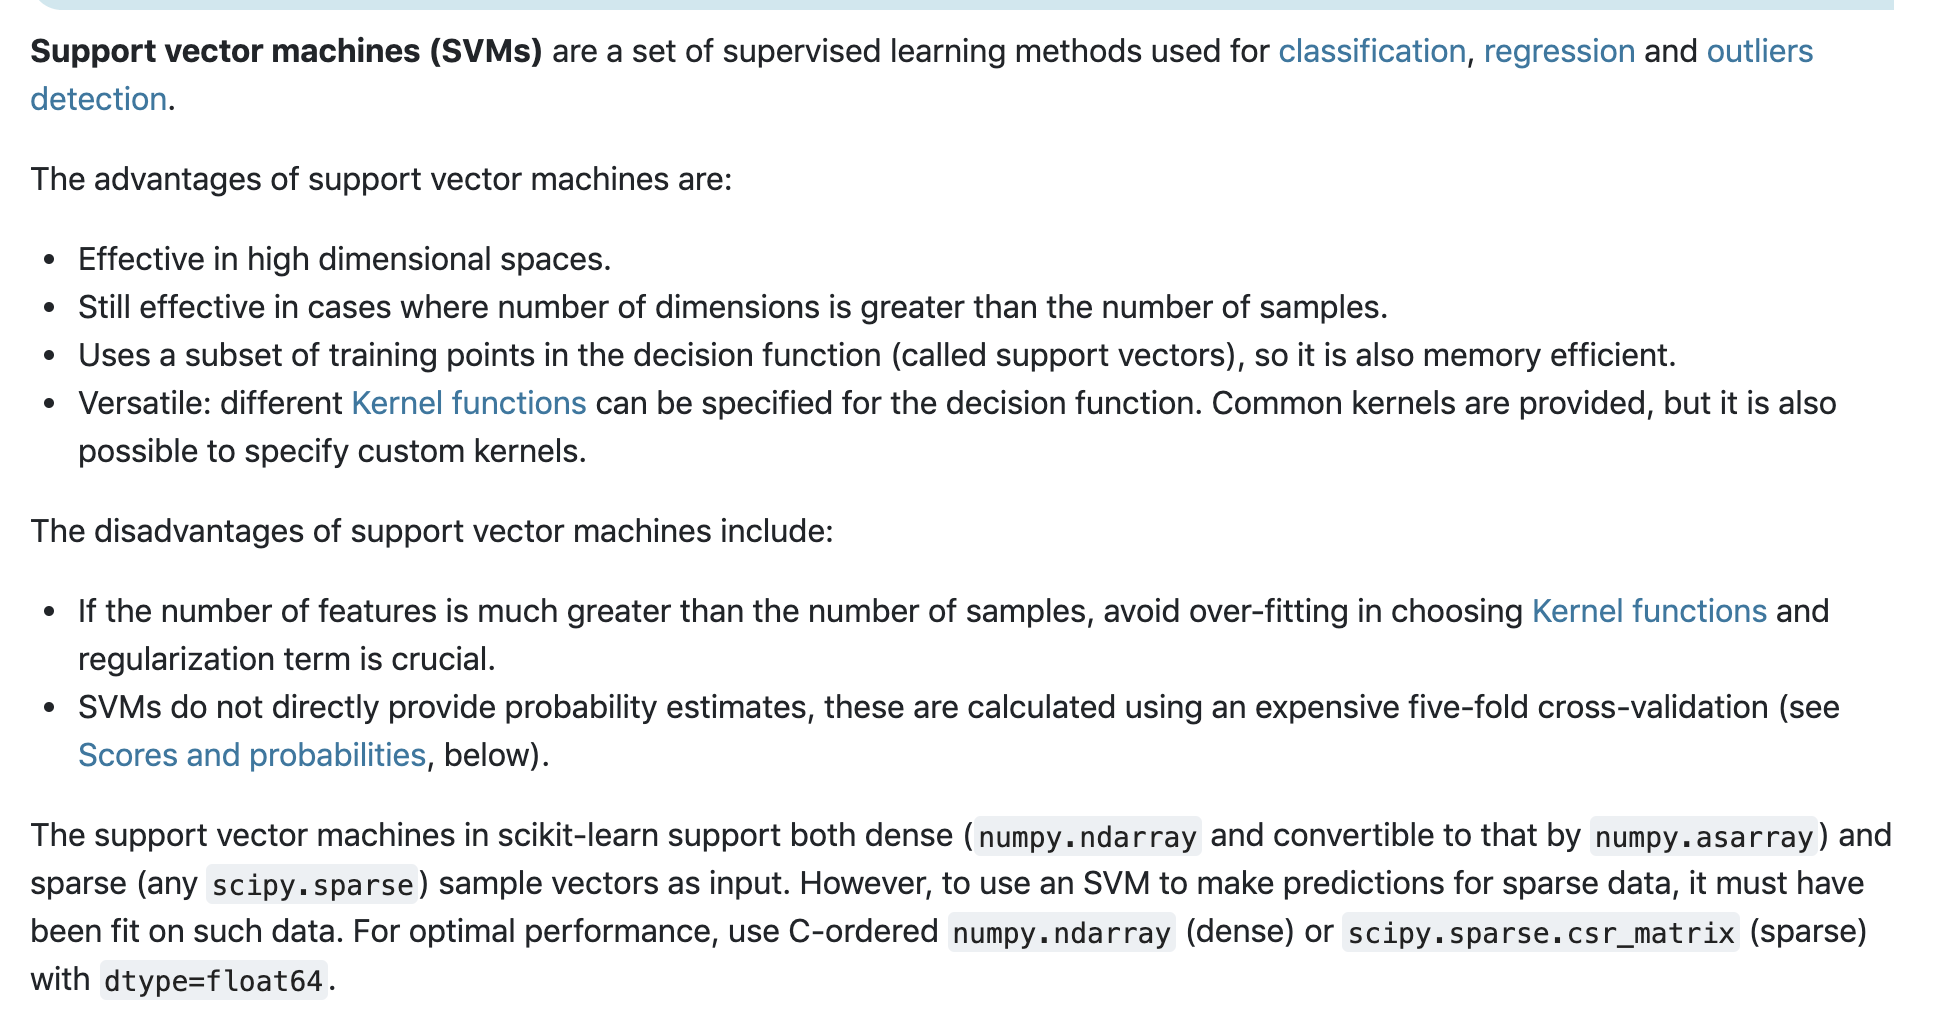 Support vector machines (SVMs) are a set of supervised learning methods used for classification, regression and outliers
detection.
The advantages of support vector machines are:
• Effective in high dimensional spaces.
• Still effective in cases where number of dimensions is greater than the number of samples.
• Uses a subset of training points in the decision function (called support vectors), so it is also memory efficient.
• Versatile: different Kernel functions can be specified for the decision function. Common kernels are provided, but it is also
possible to specify custom kernels.
The disadvantages of support vector machines include:
• If the number of features is much greater than the number of samples, avoid over-fitting in choosing Kernel functions and
regularization term is crucial.
• SVMs do not directly provide probability estimates, these are calculated using an expensive five-fold cross-validation (see
Scores and probabilities, below).
The support vector machines in scikit-learn support both dense (numpy.ndarray and convertible to that by numpy.asarray) and
sparse (any scipy.sparse) sample vectors as input. However, to use an SVM to make predictions for sparse data, it must have
been fit on such data. For optimal performance, use C-ordered numpy.ndarray (dense) or scipy.sparse.csr_matrix (sparse)
with dtype=float64.